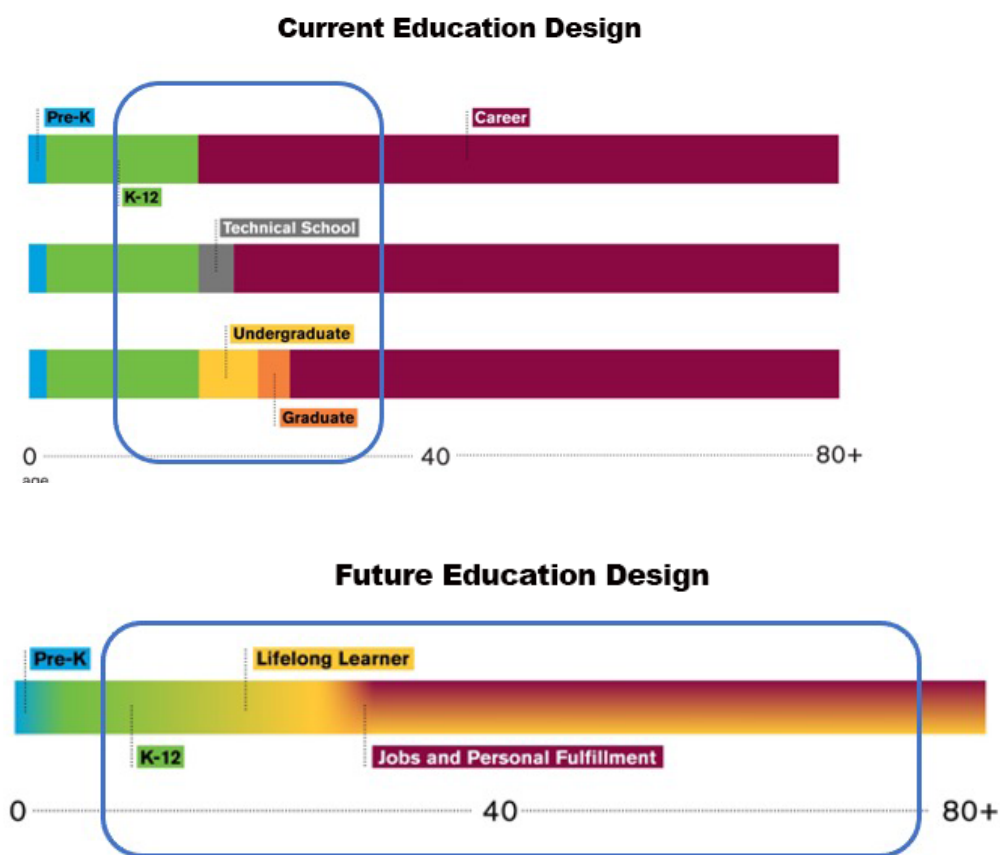 Current Education Design
Pre-K
Career
K-12
Technical School
Undergraduate
Graduate
0 40 80+
age
Future Education Design
Pre-K
Lifelong Learner
K-12
Jobs and Personal Fulfillment
0 40 80+